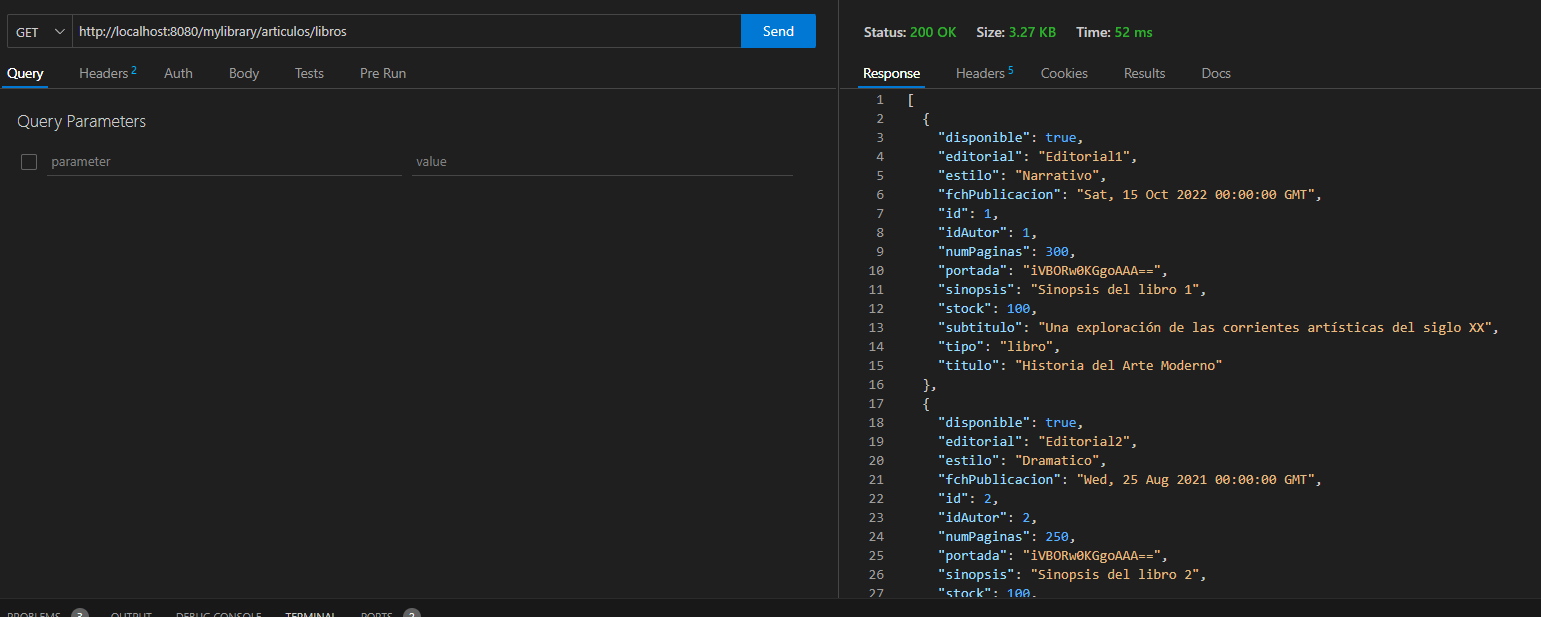 GET http://localhost:8080/mylibrary/articulos/libros Send
Query Headers 2 Auth Body Tests Pre Run
Query Parameters
parameter value
Status: 200 OK Size: 3.27 KB Time: 52 ms
Response Headers 5 Cookies Results Docs
1 [
2 {
3 "disponible": true,
4 "editorial": "Editorial1",
5 "estilo": "Narrativo",
6 "fchPublicacion": "Sat, 15 Oct 2022 00:00:00 GMT",
7 "id": 1,
8 "idAutor": 1,
9 "numPaginas": 300,
10 "portada": "iVBORw0KGgoAAA==",
11 "sinopsis": "Sinopsis del libro 1",
12 "stock": 100,
13 "subtitulo": "Una exploración de las corrientes artísticas del siglo XX",
14 "tipo": "libro",
15 "titulo": "Historia del Arte Moderno"
16 },
17 {
18 "disponible": true,
19 "editorial": "Editorial2",
20 "estilo": "Dramatico",
21 "fchPublicacion": "Wed, 25 Aug 2021 00:00:00 GMT",
22 "id": 2,
23 "idAutor": 2,
24 "numPaginas": 250,
25 "portada": "iVBORw0KGgoAAA==",
26 "sinopsis": "Sinopsis del libro 2",
27 "stock": 100,
PROBLEMS 3 OUTPUT DEBUG CONSOLE TERMINAL PORTS 2